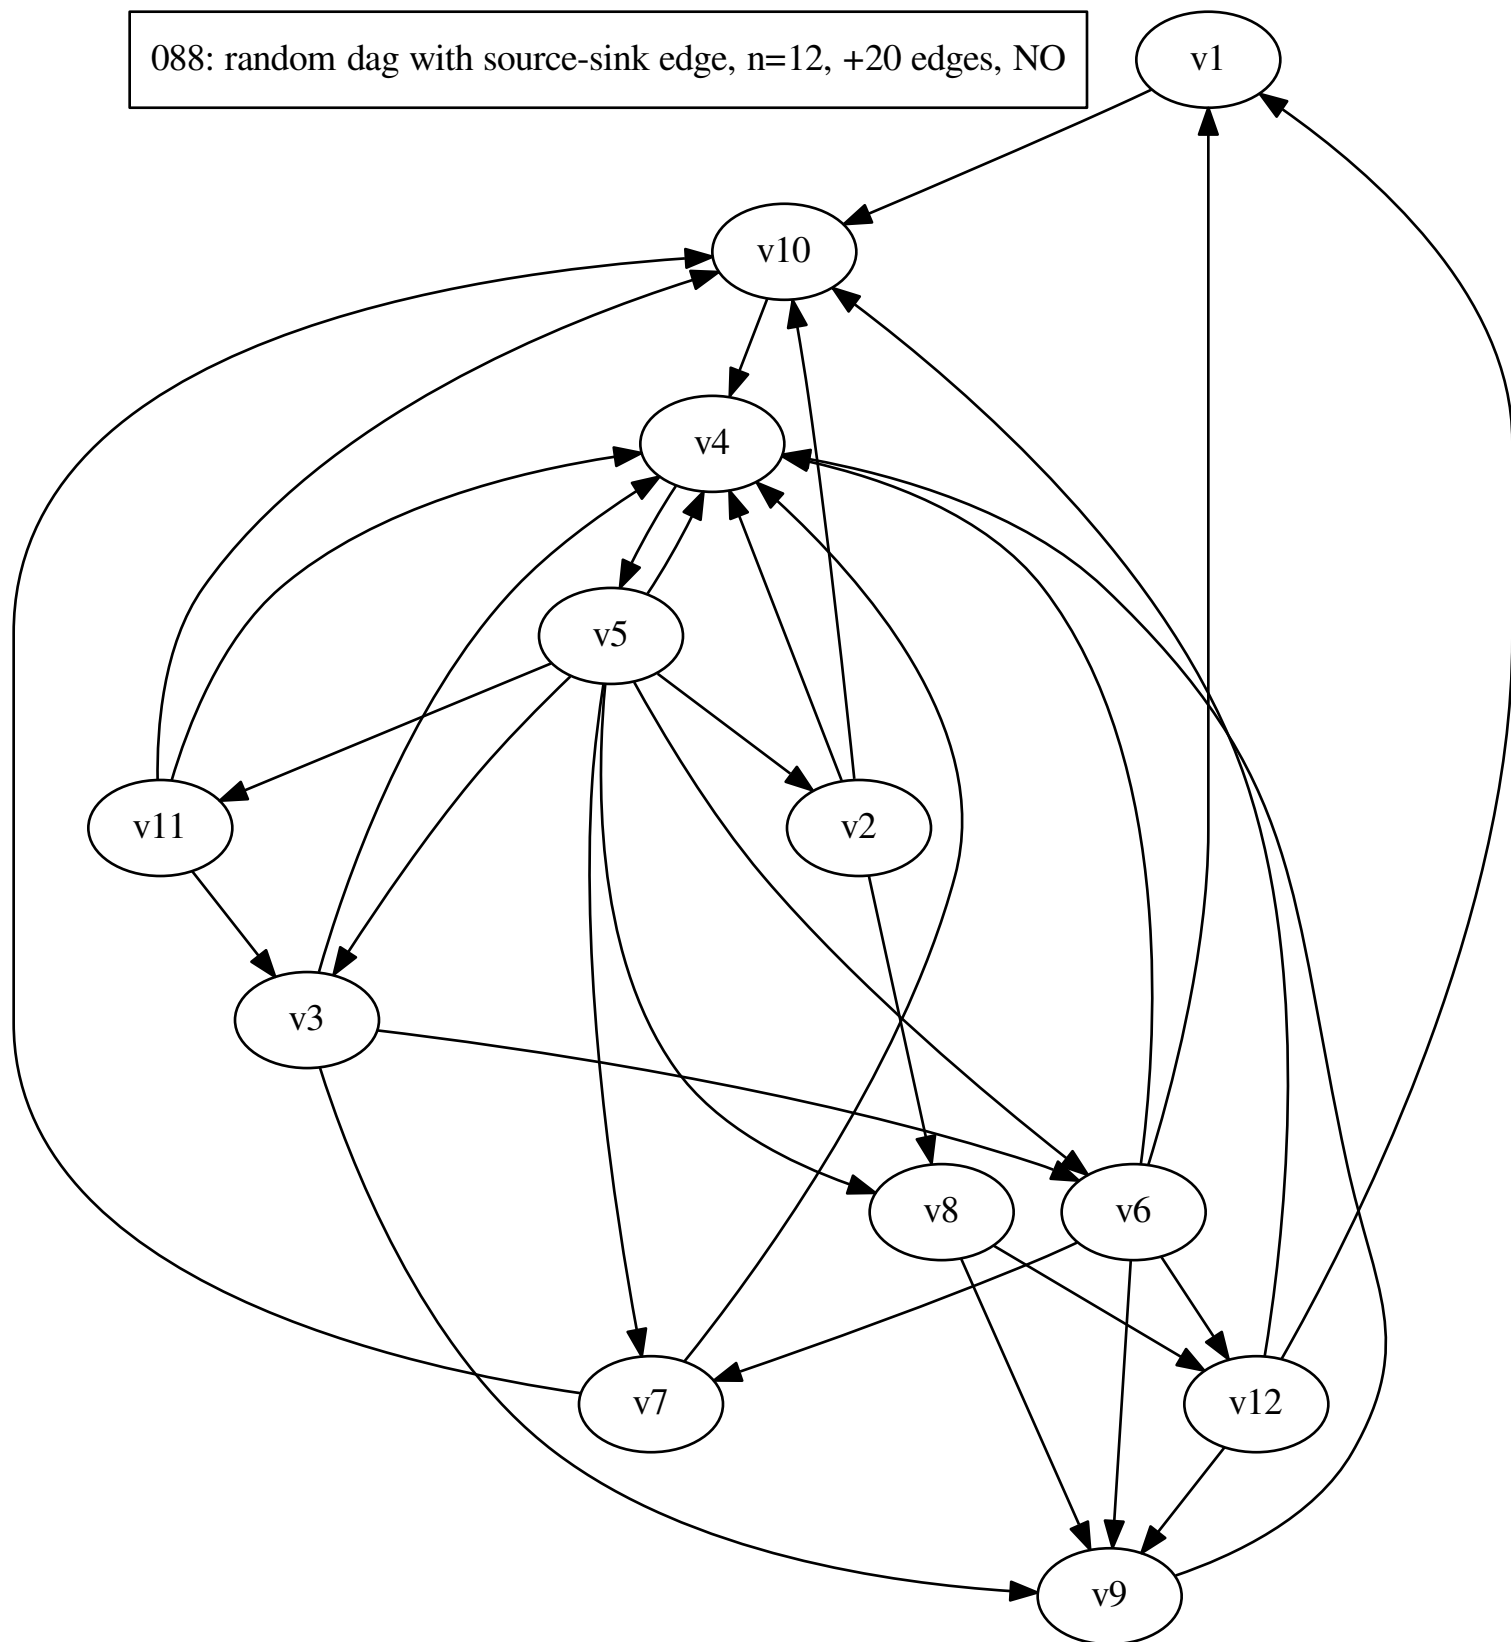 088: random dag with source-sink edge, n=12, +20 edges, NO
v1
v10
v4
v5
v11
v2
v3
v8
v6
v7
v12
v9